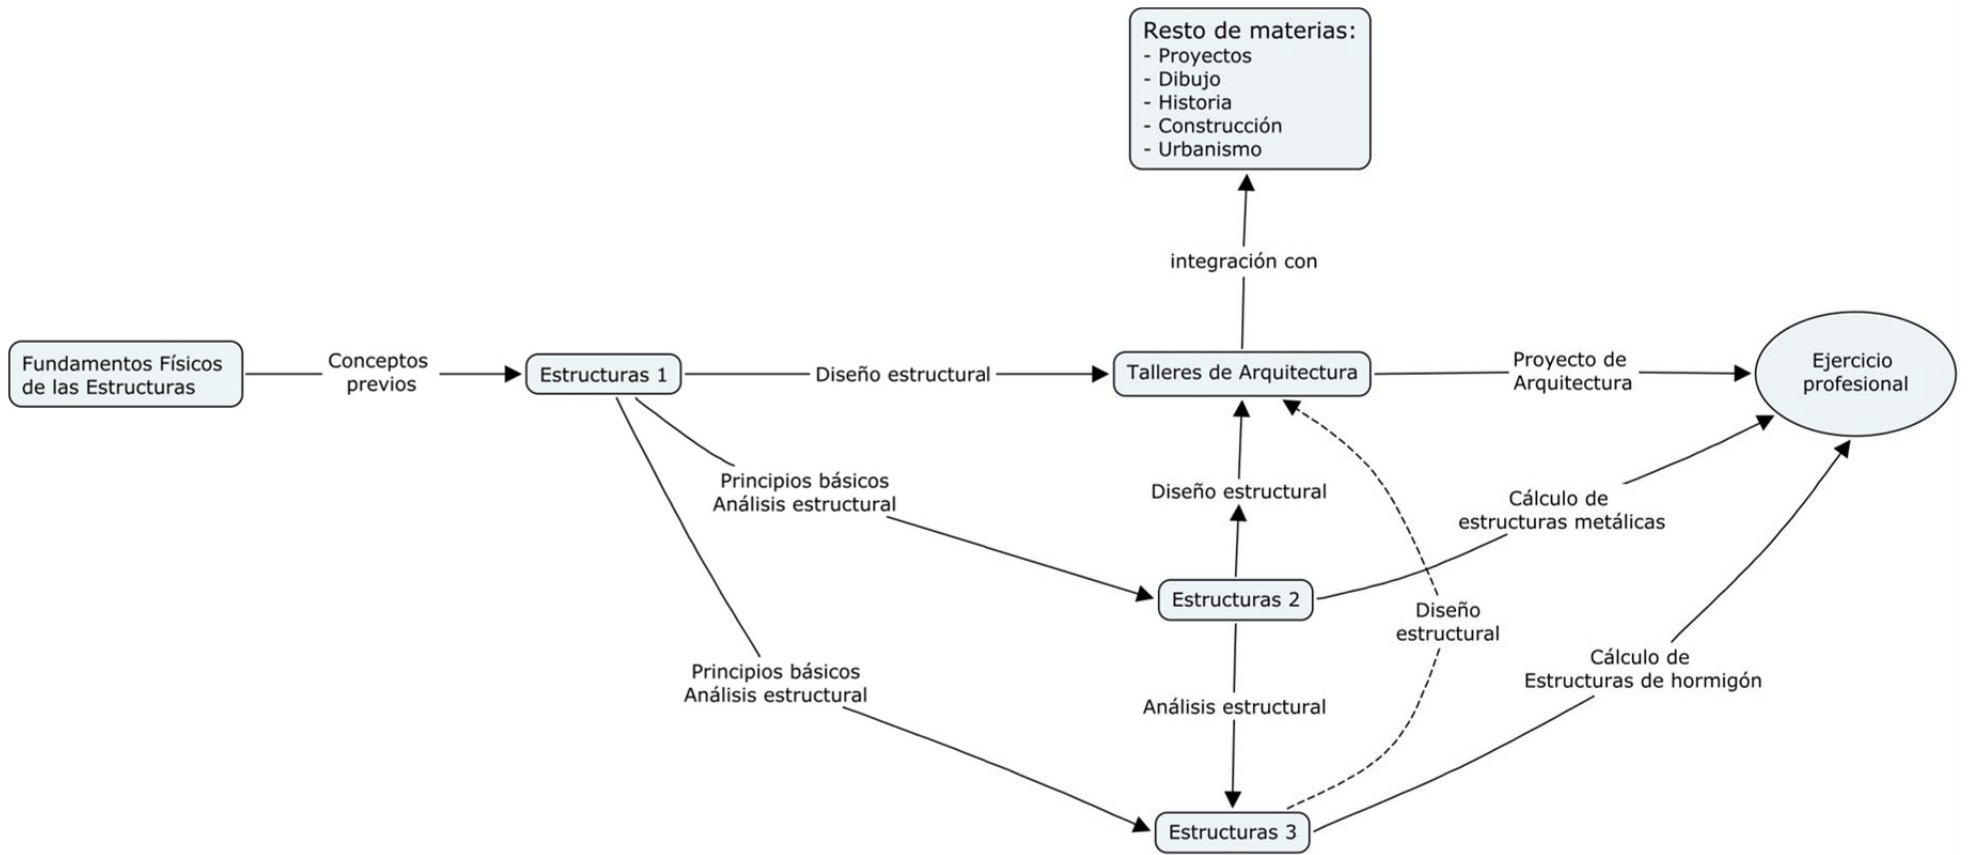 Resto de materias:
- Proyectos
- Dibujo
- Historia
- Construcción
- Urbanismo
integración con
Fundamentos Físicos
de las Estructuras
Conceptos
previos
Estructuras 1
Diseño estructural
Talleres de Arquitectura
Proyecto de
Arquitectura
Ejercicio
profesional
Principios básicos
Análisis estructural
Diseño estructural
Cálculo de
estructuras metálicas
Estructuras 2
Diseño
estructural
Principios básicos
Análisis estructural
Análisis estructural
Cálculo de
Estructuras de hormigón
Estructuras 3